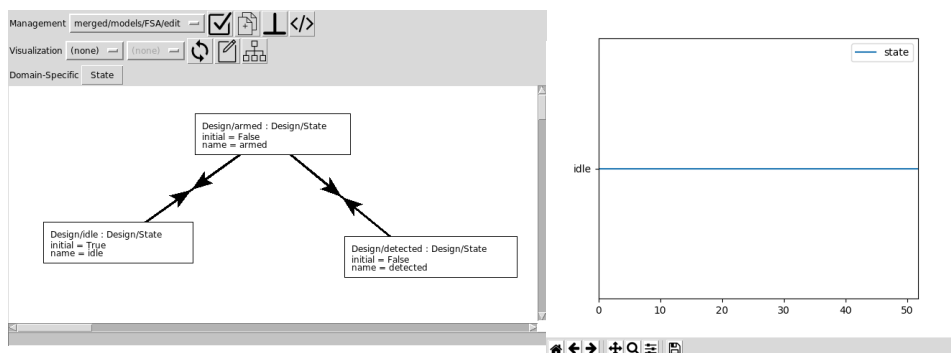 Management merged/models/FSA/edit </>
Visualization (none) (none)
Domain-Specific State
Design/armed : Design/State
initial = False
name = armed
Design/idle : Design/State
initial = True
name = idle
Design/detected : Design/State
initial = False
name = detected
state
idle
0 10 20 30 40 50